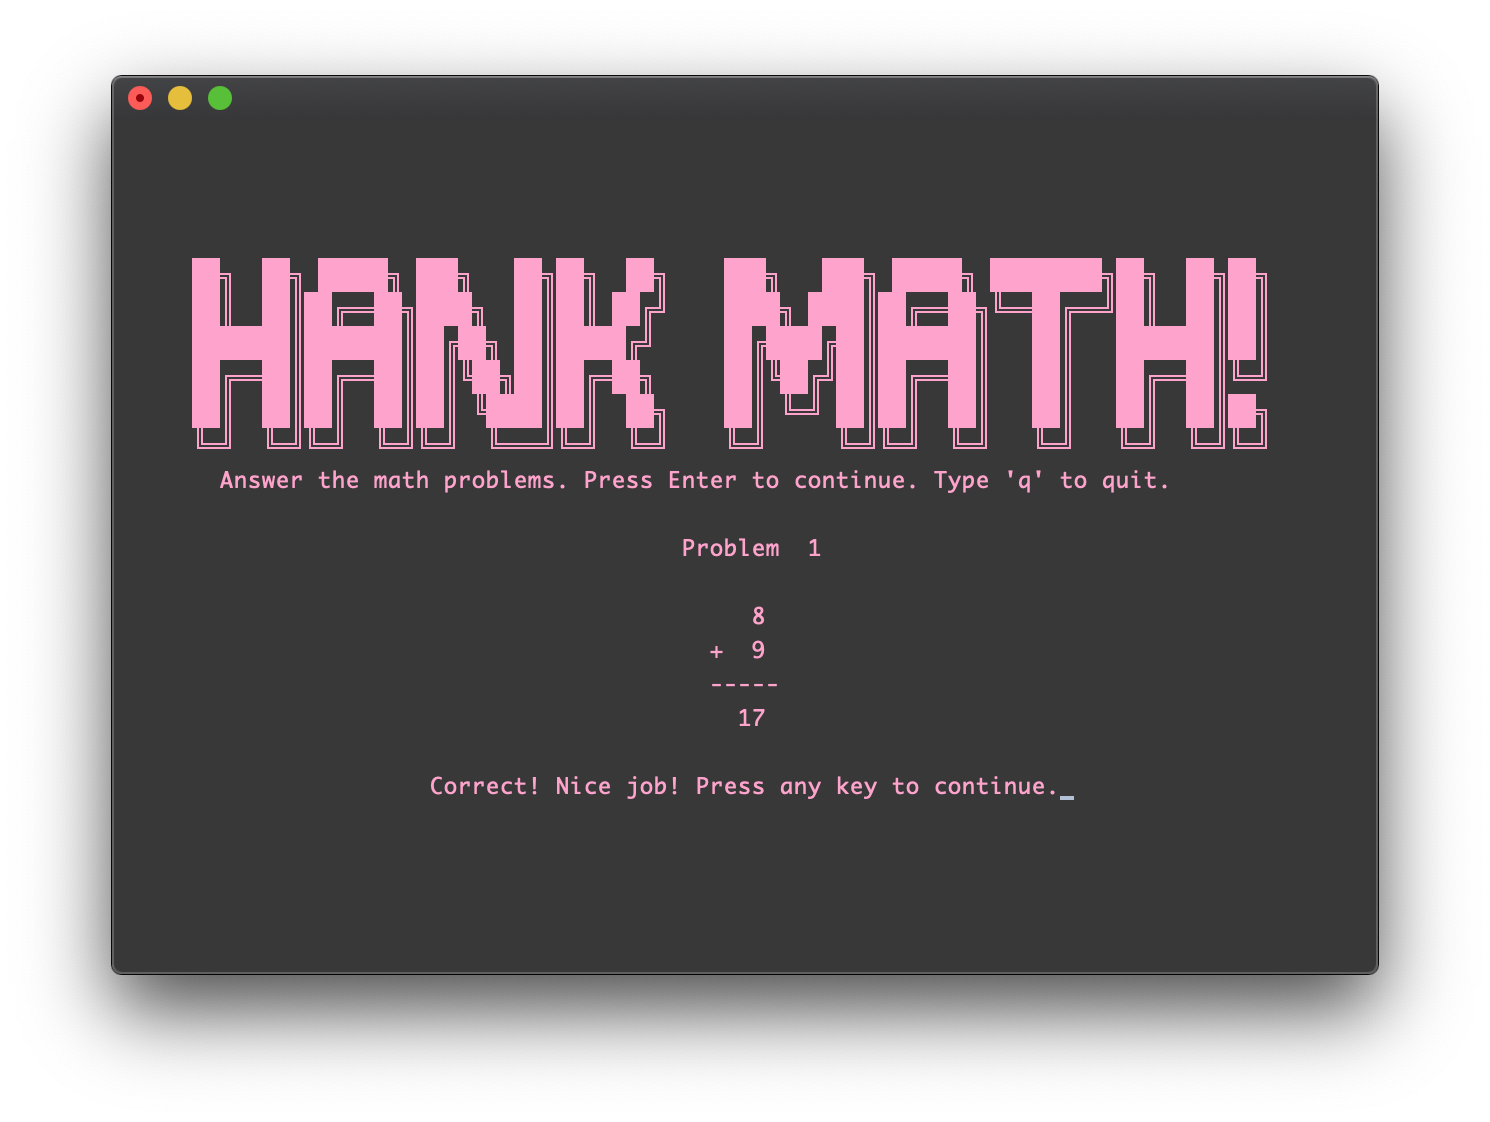 HANK MATH!
Answer the math problems. Press Enter to continue. Type 'q' to quit.
Problem  1
8
+  9
-----
17
Correct! Nice job! Press any key to continue._